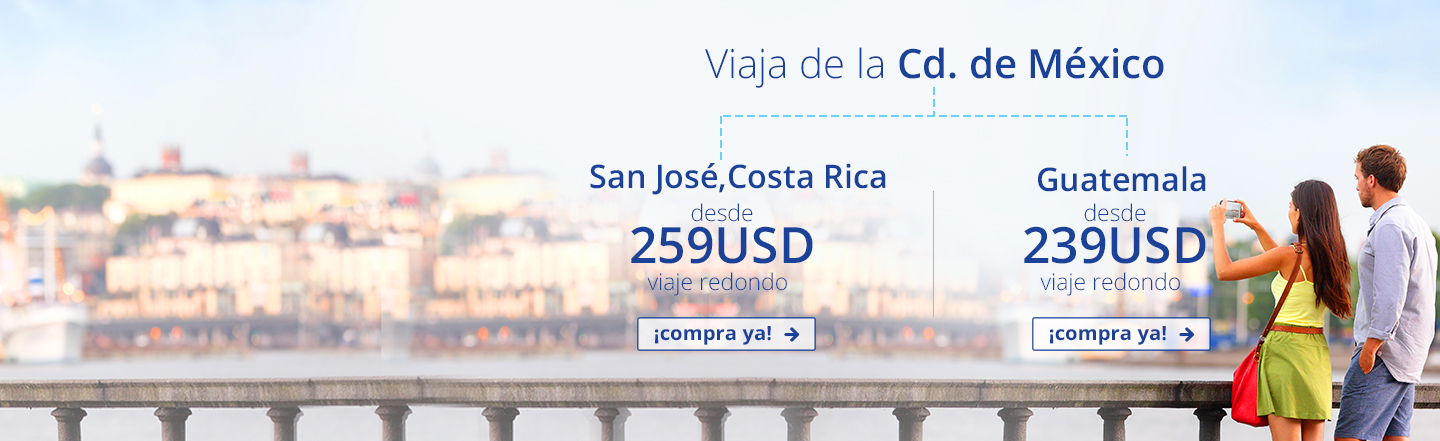 Viaja de la Cd. de México
San José,Costa Rica
desde
259USD
viaje redondo
¡compra ya! →
Guatemala
desde
239USD
viaje redondo
¡compra ya! →